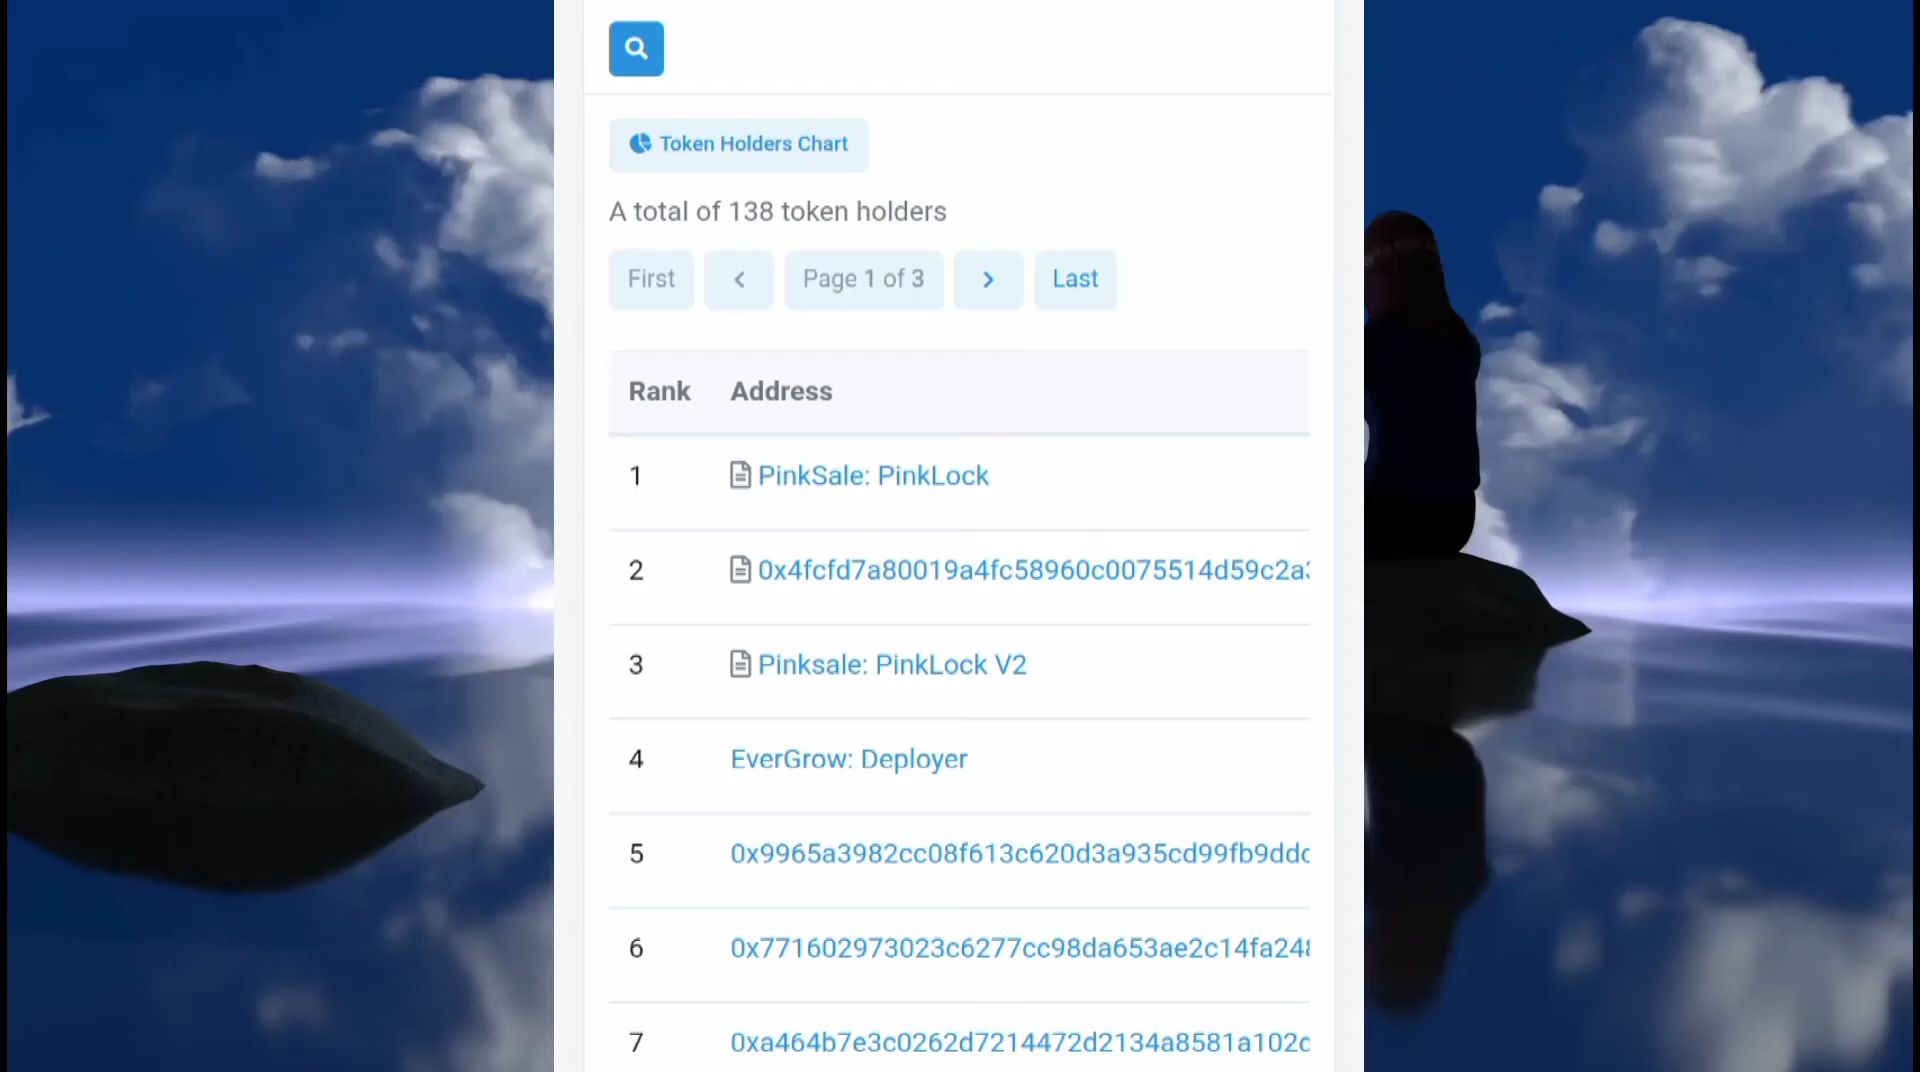 Token Holders Chart
A total of 138 token holders
First
Page 1 of 3
Last
Rank Address
1 PinkSale: PinkLock
2 0x4fcfd7a80019a4fc58960c0075514d59c2a
3 Pinksale: PinkLock V2
4 EverGrow: Deployer
5 0x9965a3982cc08f613c620d3a935cd99fb9dd
6 0x771602973023c6277cc98da653ae2c14fa24
7 0xa464b7e3c0262d7214472d2134a8581a102